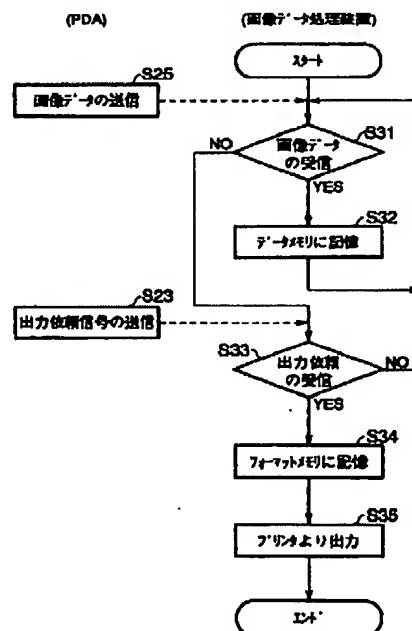 (PDA)
(画像データ処理装置)
スタート
S25
画像データの送信
S31
画像データ
の受信
NO
YES
S32
データメモリに記憶
S23
出力依頼信号の送信
S33
出力依頼
の受信
NO
YES
S34
フォーマットメモリに記憶
S35
プリンタより出力
エンド